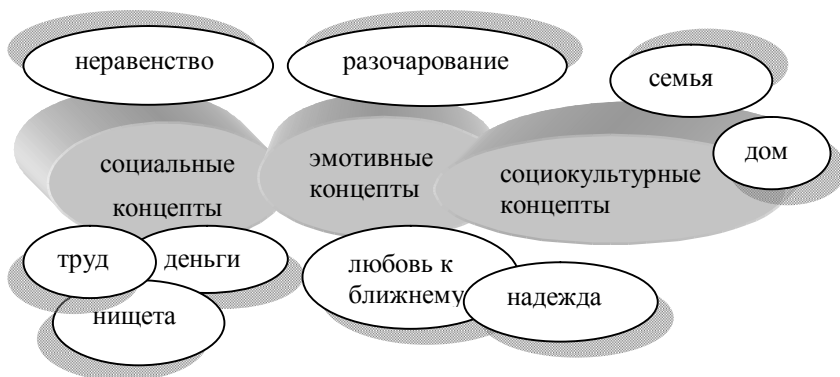 неравенство
разочарование
семья
дом
социальные
концепты
эмотивные
концепты
социокультурные
концепты
труд
деньги
нищета
любовь к
ближнему
надежда